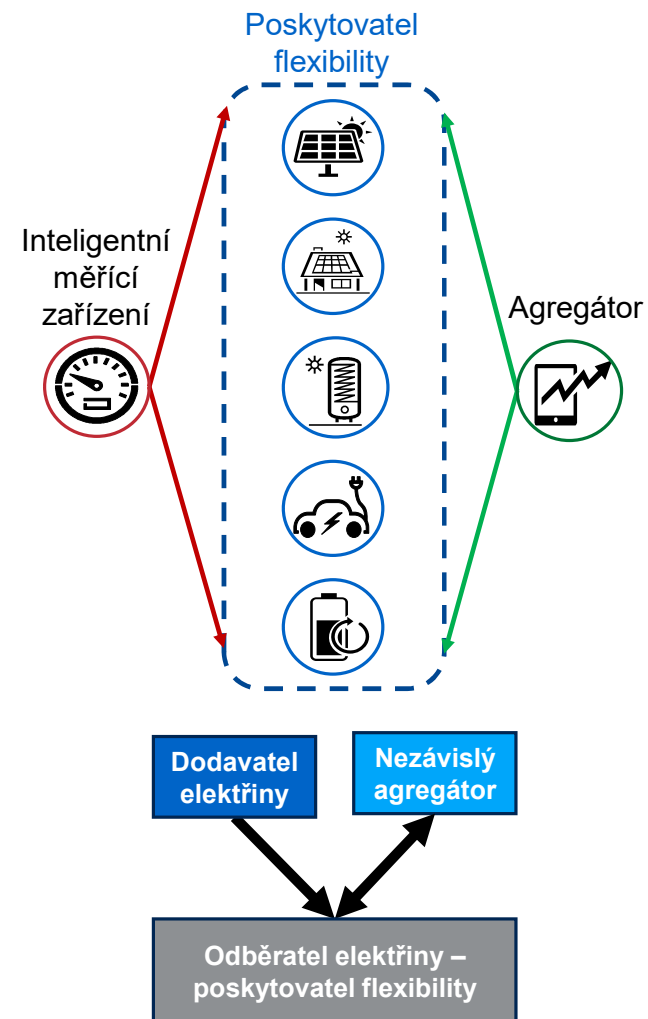 Poskytovatel
flexibility
Inteligentní
měřící
zařízení
Agregátor
Dodavatel
elektřiny
Nezávislý
agregátor
Odběratel elektřiny –
poskytovatel flexibility